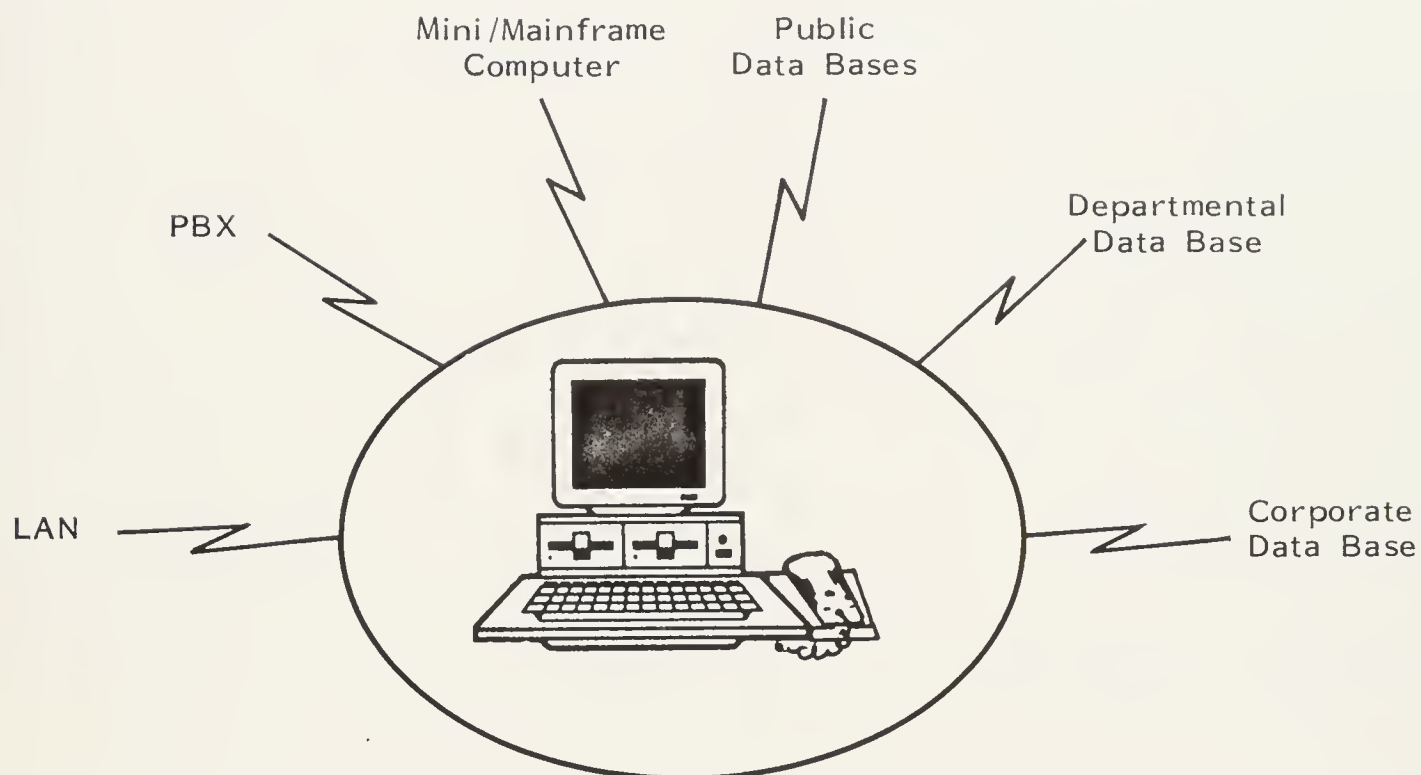 Mini/Mainframe
Computer
Public
Data Bases
PBX
Departmental
Data Base
LAN
Corporate
Data Base